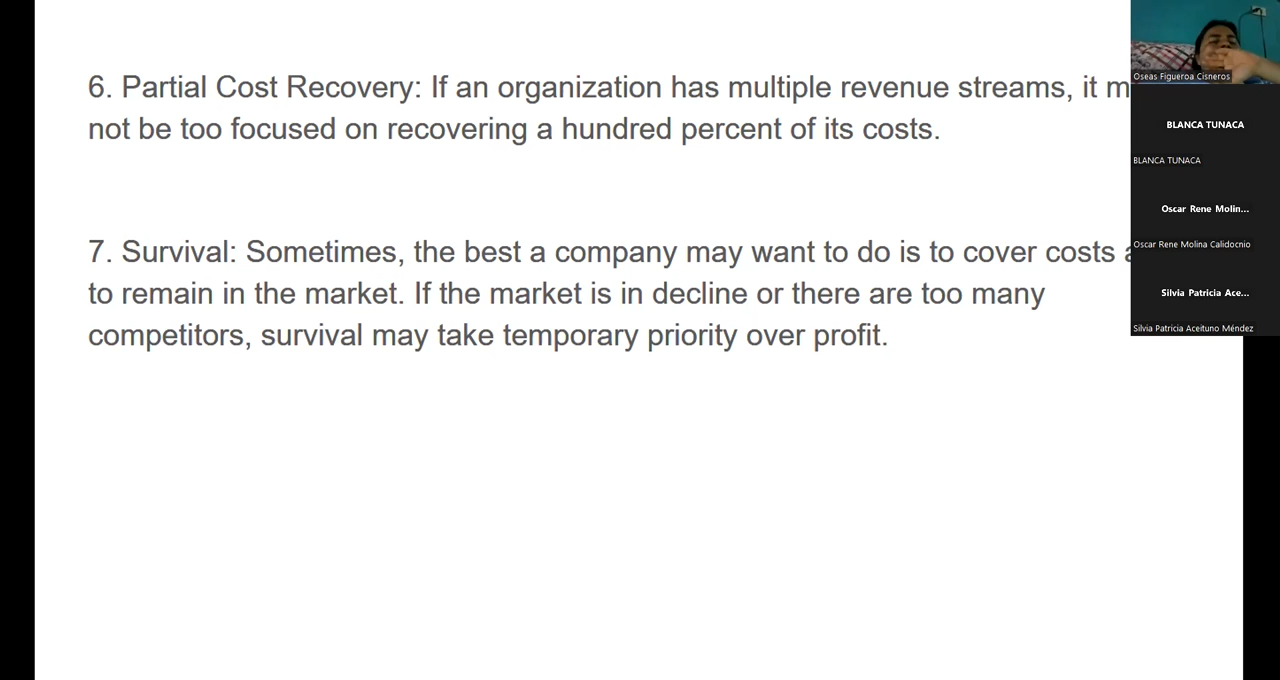 6. Partial Cost Recovery: If an organization has multiple revenue streams, it
not be too focused on recovering a hundred percent of its costs.
7. Survival: Sometimes, the best a company may want to do is to cover costs
to remain in the market. If the market is in decline or there are too many
competitors, survival may take temporary priority over profit.
Oseas Figueroa Cisneros
BLANCA TUNACA
BLANCA TUNACA
Oscar Rene Molin...
Oscar Rene Molina Calidocnio
Silvia Patricia Ace...
Silvia Patricia Aceituno Méndez